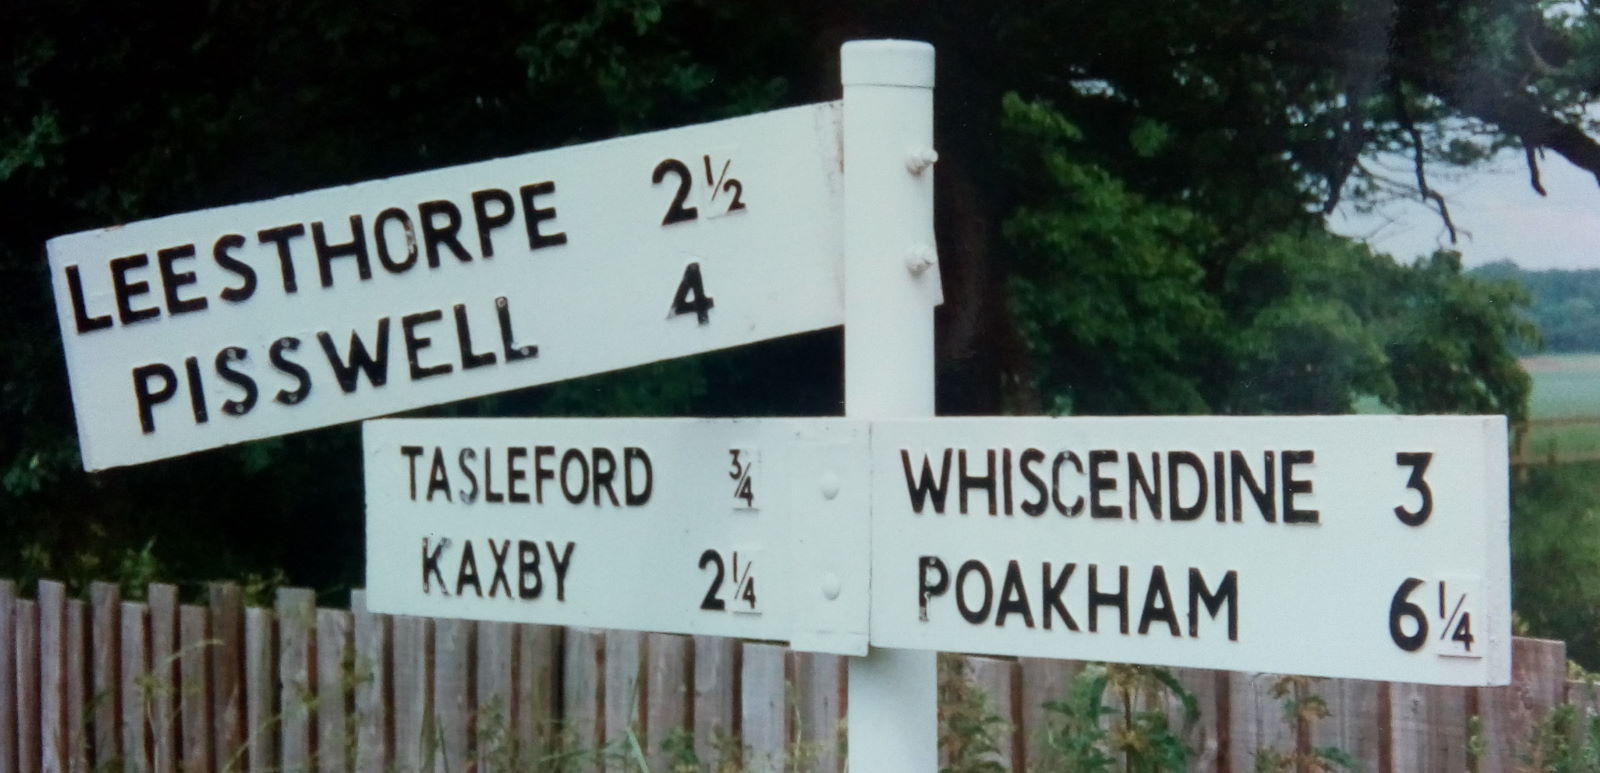 LEESTHORPE 2½
PISSWELL 4
TASLEFORD ¾
KAXBY 2¼
WHISCENDINE 3
POAKHAM 6¼